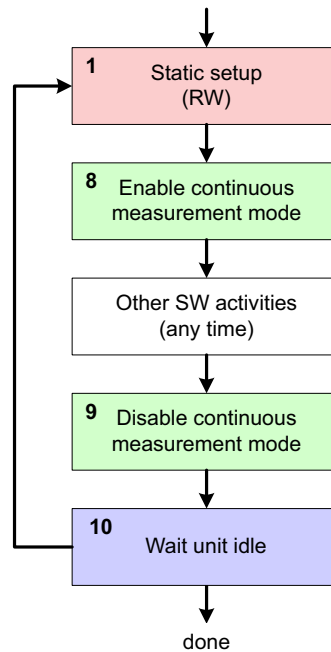 1
Static setup
(RW)
8
Enable continuous
measurement mode
Other SW activities
(any time)
9
Disable continuous
measurement mode
10
Wait unit idle
done